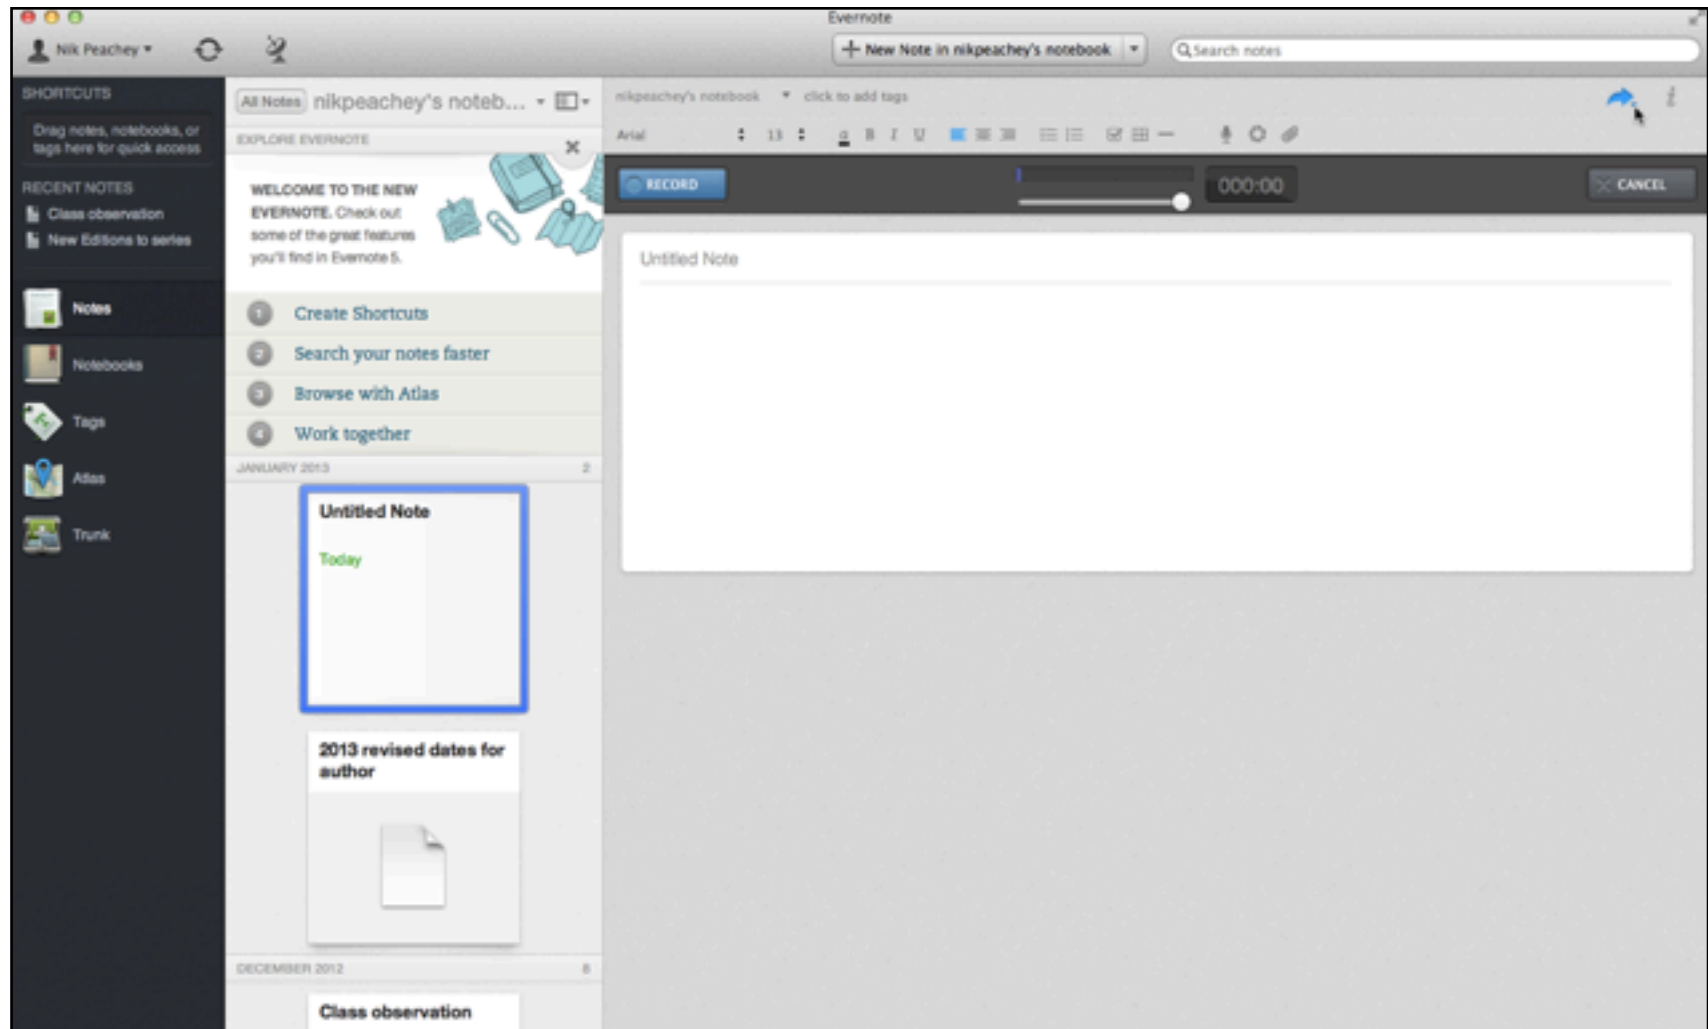 Evernote
Nik Peachey
New Note in nikpeachey's notebook
Search notes
SHORTCUTS
Drag notes, notebooks, or
tags here for quick access
RECENT NOTES
Class observation
New Editions to series
Notes
Notebooks
Tags
Atlas
Trunk
All Notes nikpeachey's noteb...
EXPLORE EVERNOTE
WELCOME TO THE NEW
EVERNOTE. Check out
some of the great features
you'll find in Evernote 5.
1 Create Shortcuts
2 Search your notes faster
3 Browse with Atlas
4 Work together
JANUARY 2013 2
Untitled Note
Today
2013 revised dates for
author
DECEMBER 2012 8
Class observation
nikpeachey's notebook click to add tags
Arial 13 a B I U
RECORD 000:00 CANCEL
Untitled Note